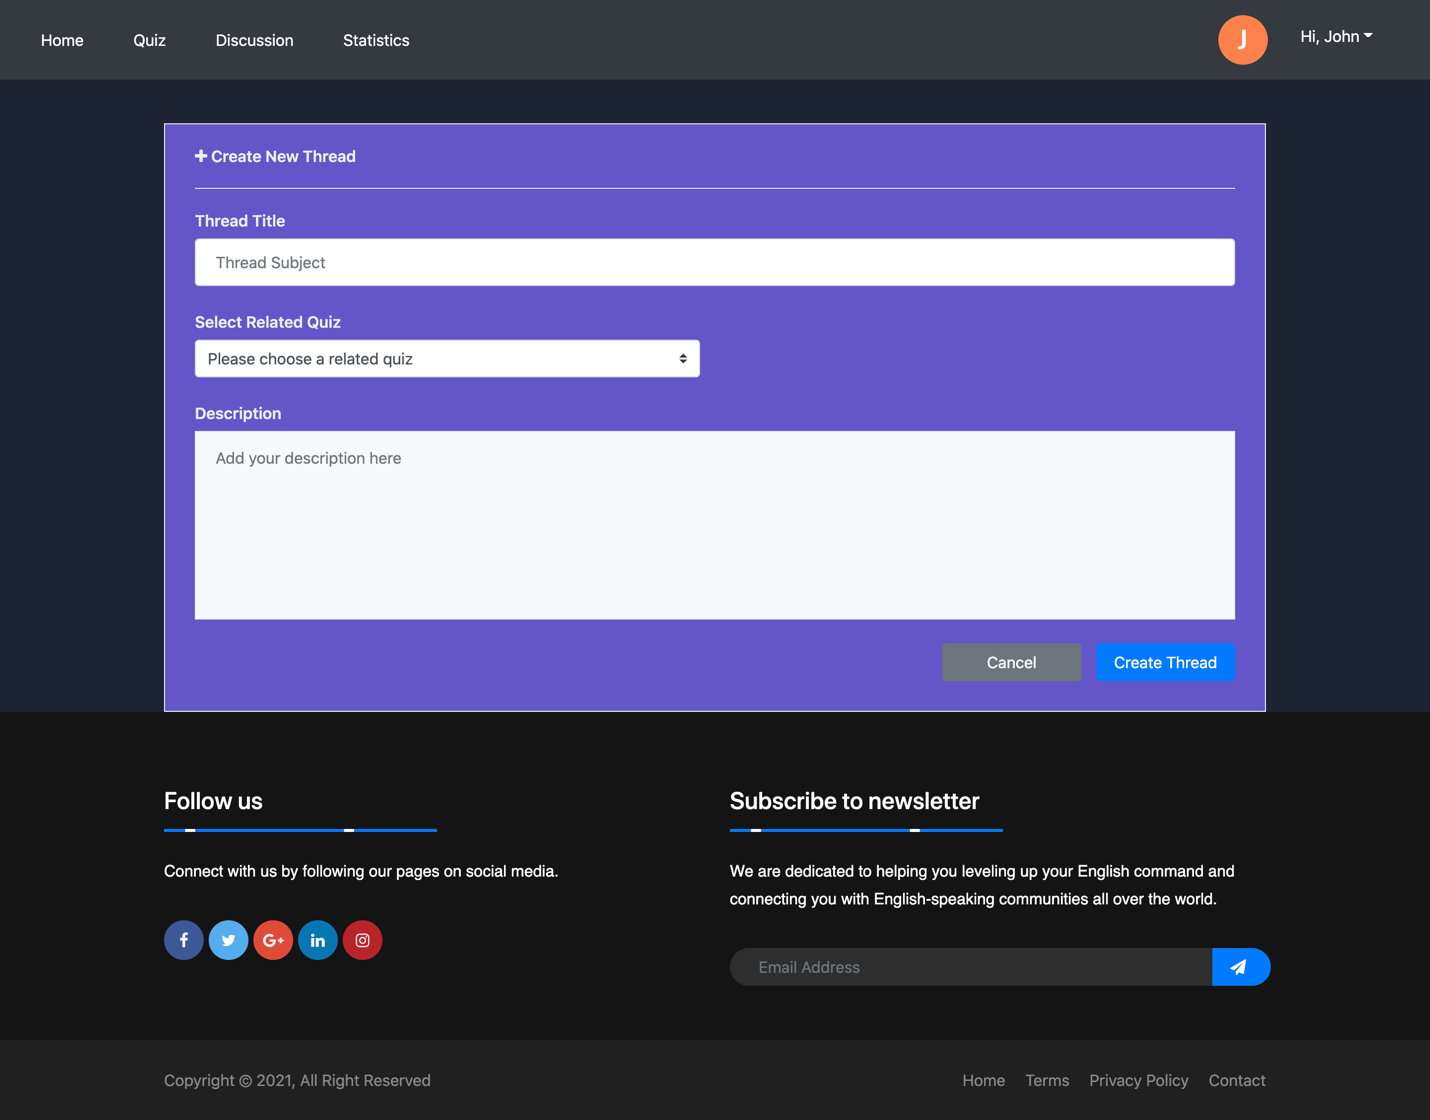 Home Quiz Discussion Statistics J Hi, John
Create New Thread
Thread Title
Thread Subject
Select Related Quiz
Please choose a related quiz
Description
Add your description here
Cancel Create Thread
Follow us
Connect with us by following our pages on social media.
Subscribe to newsletter
We are dedicated to helping you leveling up your English command and
connecting you with English-speaking communities all over the world.
Email Address
Copyright © 2021, All Right Reserved
Home Terms Privacy Policy Contact